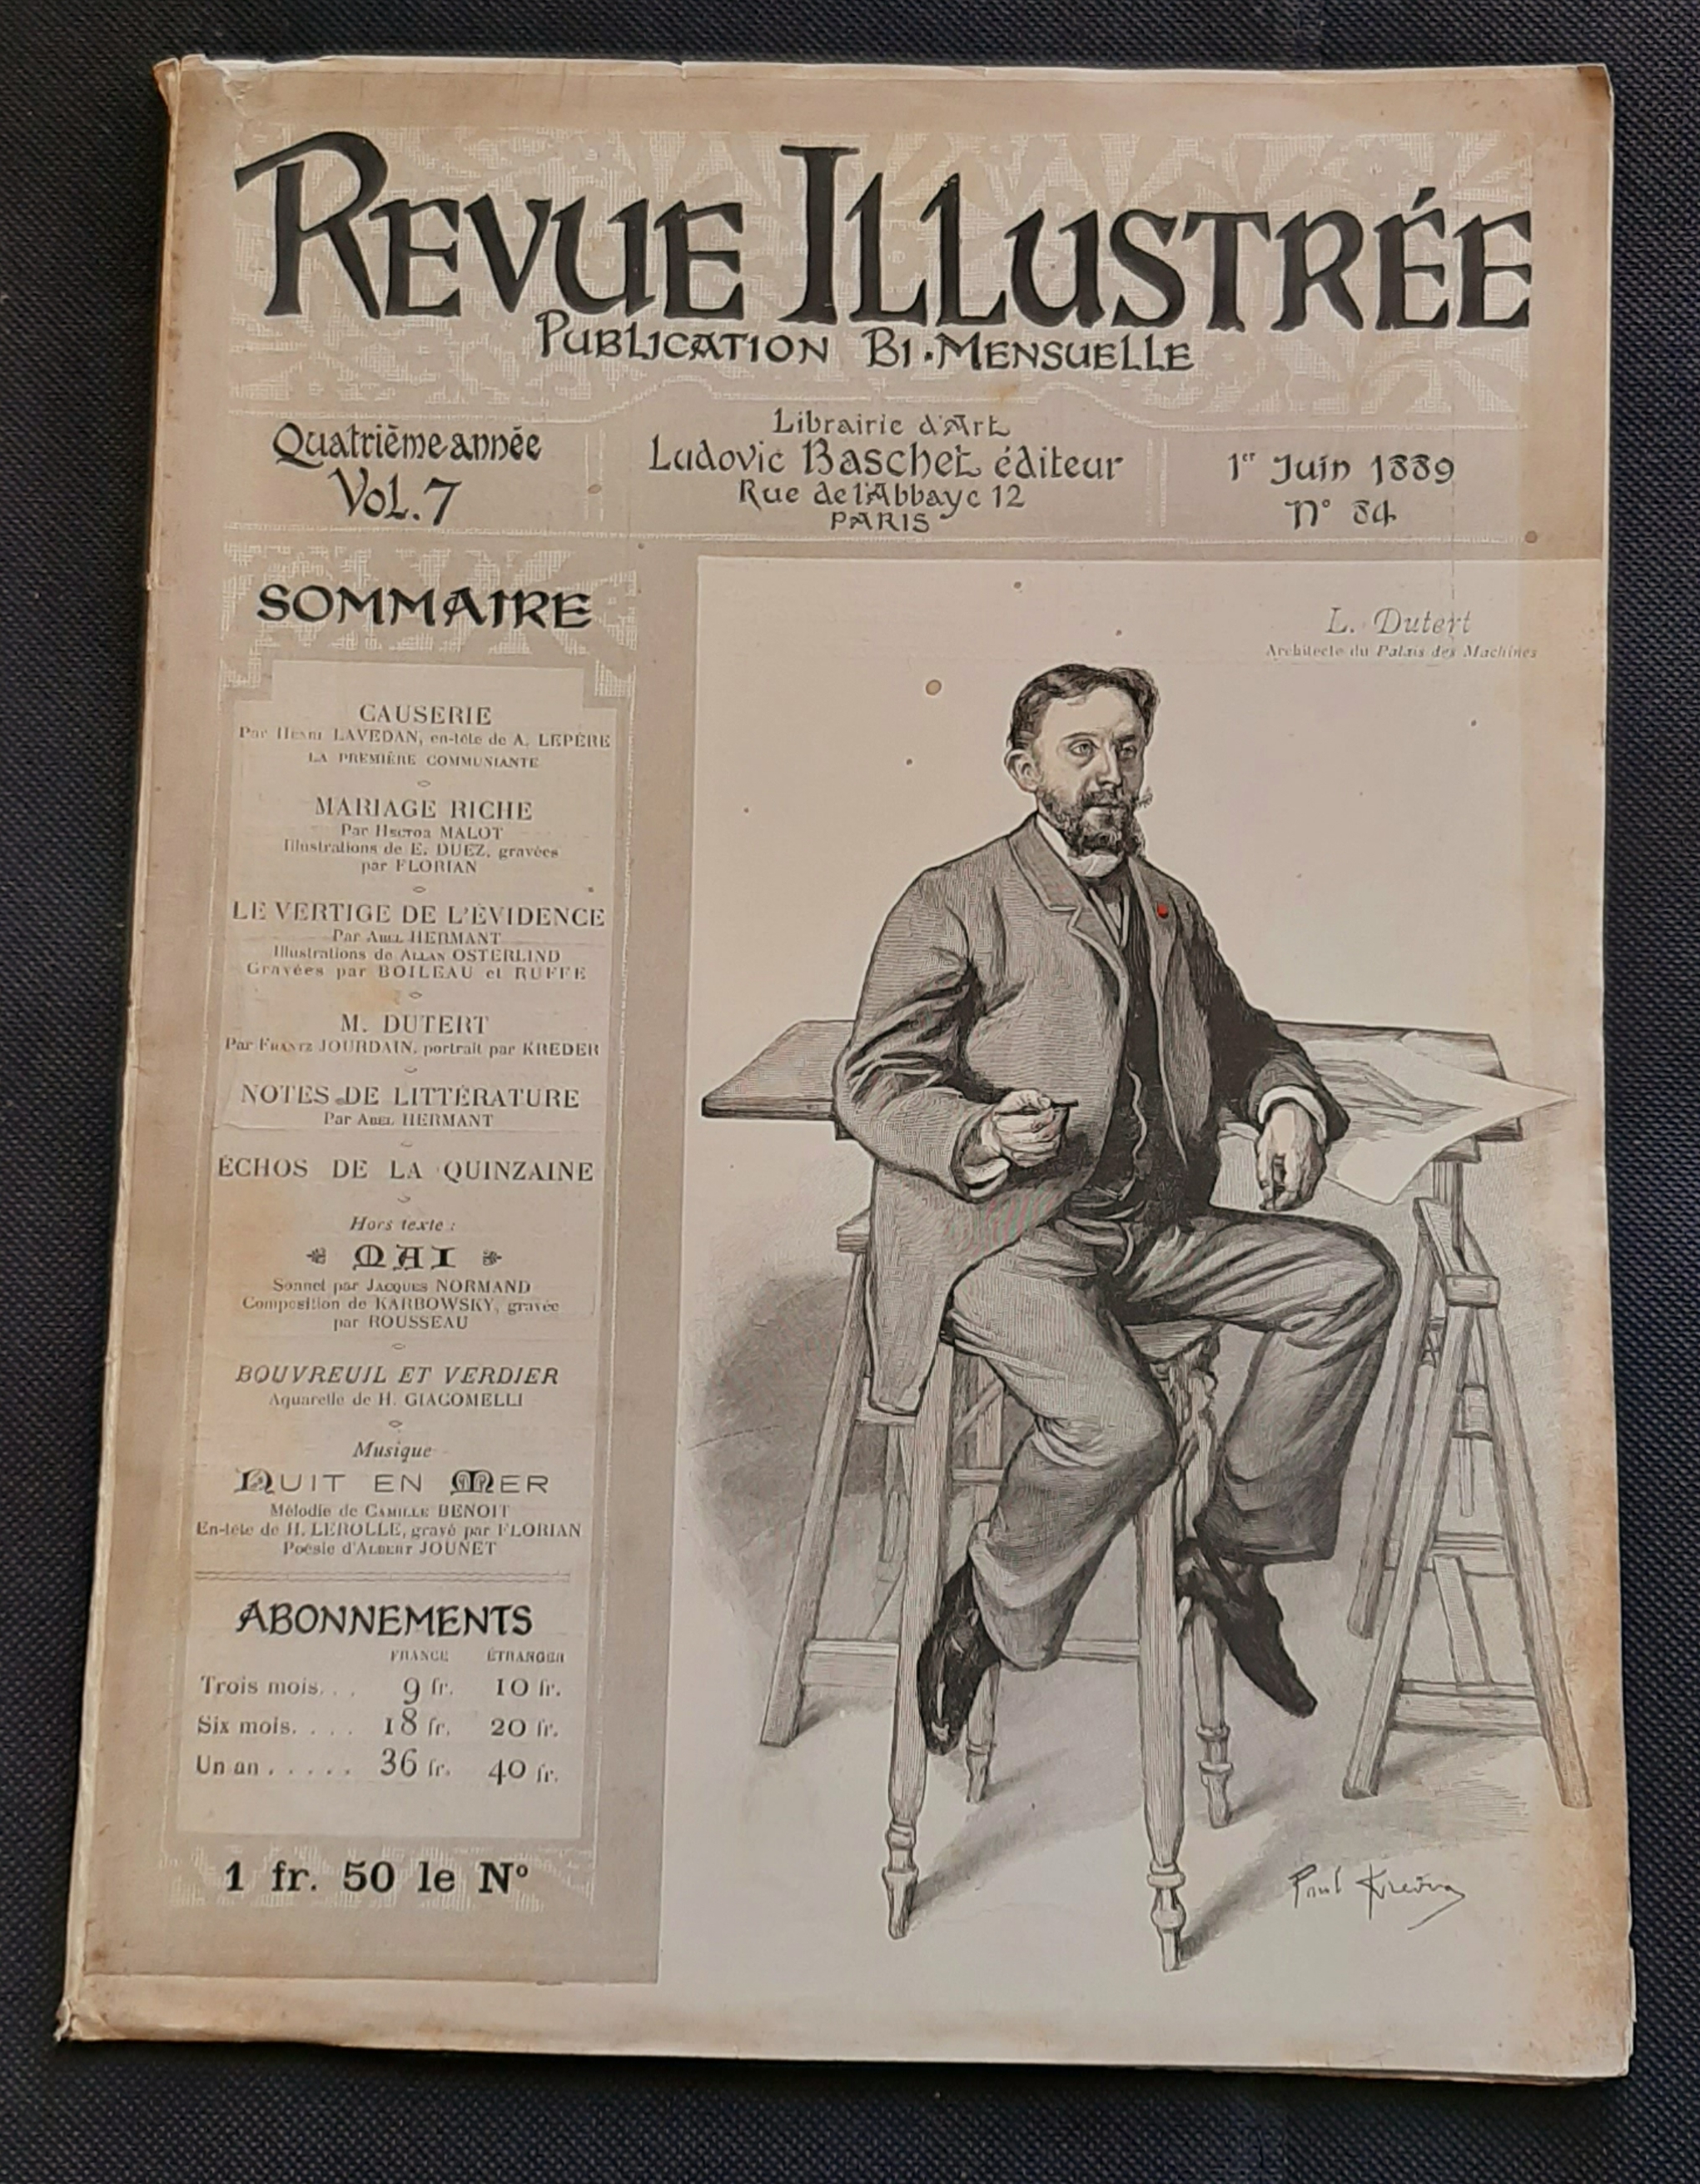 REVUE ILLUSTRÉE
PUBLICATION BI-MENSUELLE
Quatrième année
Vol. 7
Librairie d'Art
Ludovic Baschet éditeur
Rue de l'Abbaye 12
PARIS
1er Juin 1889
N° 84
SOMMAIRE
CAUSERIE
Par Henri LAVEDAN, en-tête de A. LEPÈRE
LA PREMIÈRE COMMUNIANTE
MARIAGE RICHE
Par Hector MALOT
Illustrations de E. DUEZ, gravées
par FLORIAN
LE VERTIGE DE L'ÉVIDENCE
Par Abel HERMANT
Illustrations de Allan OSTERLIND
Gravées par BOILEAU et RUFFE
M. DUTERT
Par Frantz JOURDAIN, portrait par KREDER
NOTES DE LITTÉRATURE
Par Abel HERMANT
ÉCHOS DE LA QUINZAINE
Hors texte :
MAI
Sonnet par Jacques NORMAND
Composition de KARBOWSKY, gravée
par ROUSSEAU
BOUVREUIL ET VERDIER
Aquarelle de H. GIACOMELLI
Musique
NUIT EN MER
Mélodie de Camille BENOIT
En-tête de H. LEROLLE, gravé par FLORIAN
Poésie d'Albert JOUNET
ABONNEMENTS
FRANCE ÉTRANGER
Trois mois. . . 9 fr. 10 fr.
Six mois. . . . 18 fr. 20 fr.
Un an . . . . . 36 fr. 40 fr.
1 fr. 50 le N°
L. Dutert
Architecte du Palais des Machines
Paul